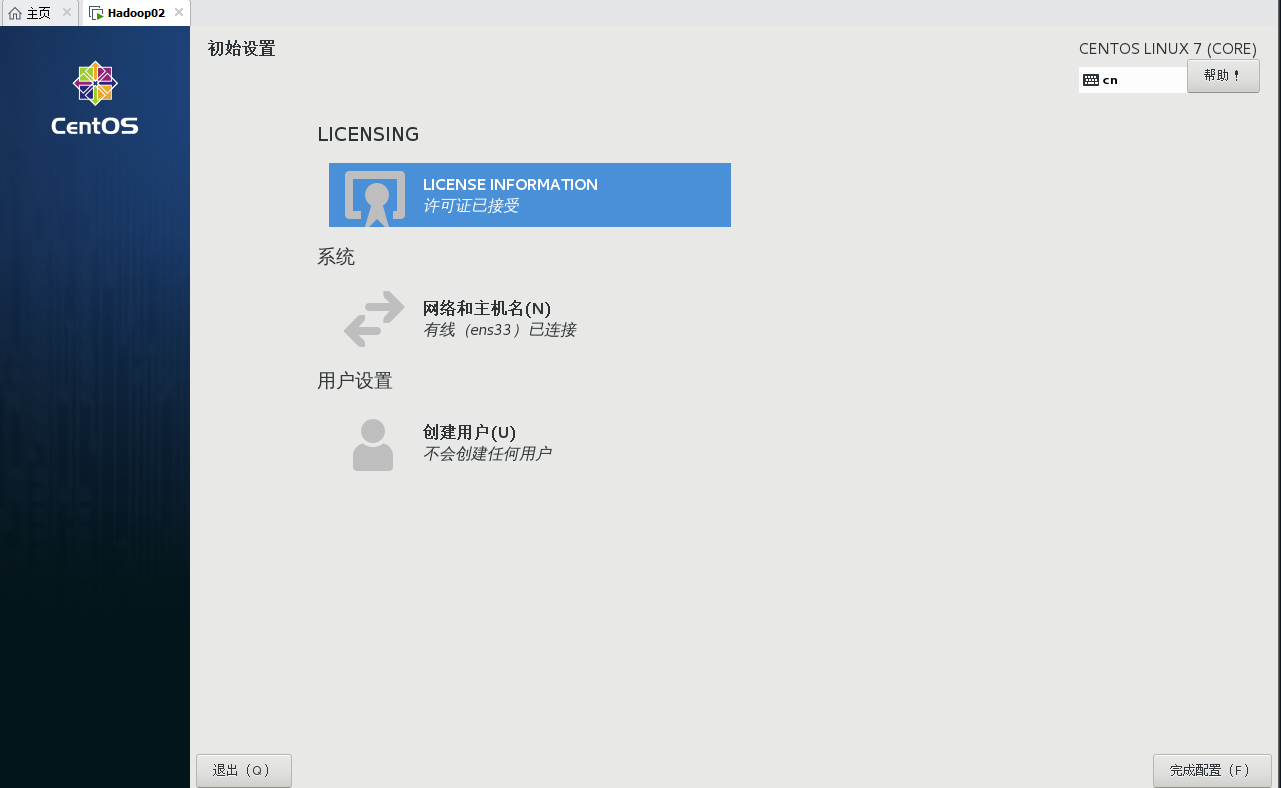 主页
Hadoop02
CentOS
初始设置
CENTOS LINUX 7 (CORE)
cn
帮助！
LICENSING
LICENSE INFORMATION
许可证已接受
系统
网络和主机名(N)
有线（ens33）已连接
用户设置
创建用户(U)
不会创建任何用户
退出（Q）
完成配置（F）